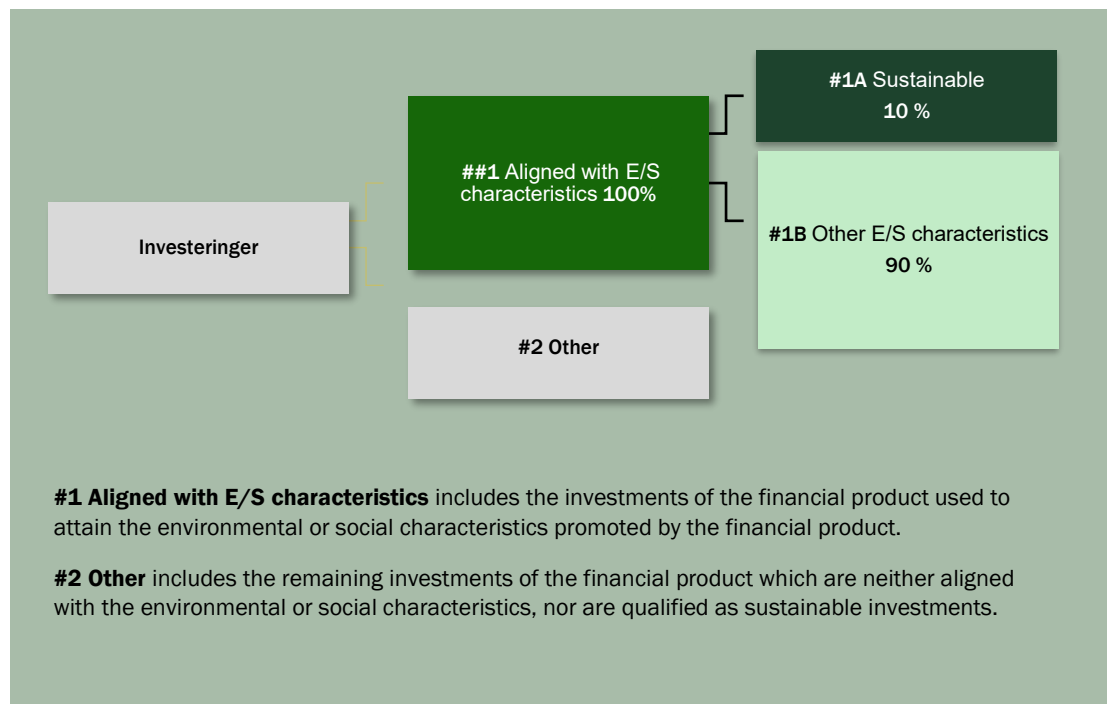 #1A Sustainable
10 %
##1 Aligned with E/S
characteristics 100%
#1B Other E/S characteristics
90 %
Investeringer
#2 Other
#1 Aligned with E/S characteristics includes the investments of the financial product used to
attain the environmental or social characteristics promoted by the financial product.
#2 Other includes the remaining investments of the financial product which are neither aligned
with the environmental or social characteristics, nor are qualified as sustainable investments.